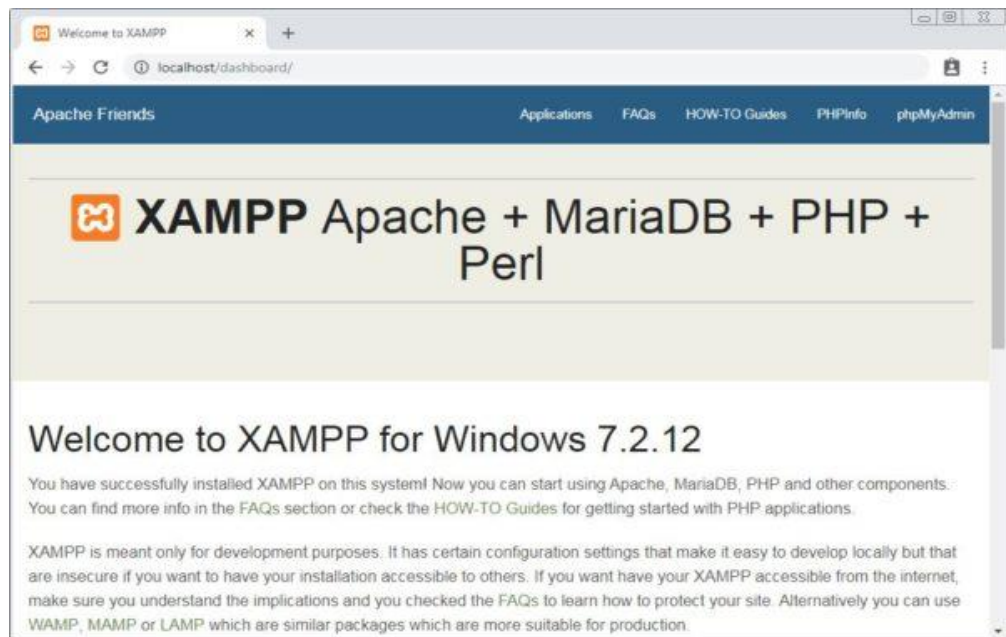 Welcome to XAMPP
localhost/dashboard/
Apache Friends
Applications
FAQs
HOW-TO Guides
PHPInfo
phpMyAdmin
XAMPP Apache + MariaDB + PHP +
Perl
Welcome to XAMPP for Windows 7.2.12
You have successfully installed XAMPP on this system! Now you can start using Apache, MariaDB, PHP and other components.
You can find more info in the FAQs section or check the HOW-TO Guides for getting started with PHP applications.
XAMPP is meant only for development purposes. It has certain configuration settings that make it easy to develop locally but that
are insecure if you want to have your installation accessible to others. If you want have your XAMPP accessible from the internet,
make sure you understand the implications and you checked the FAQs to learn how to protect your site. Alternatively you can use
WAMP, MAMP or LAMP which are similar packages which are more suitable for production.